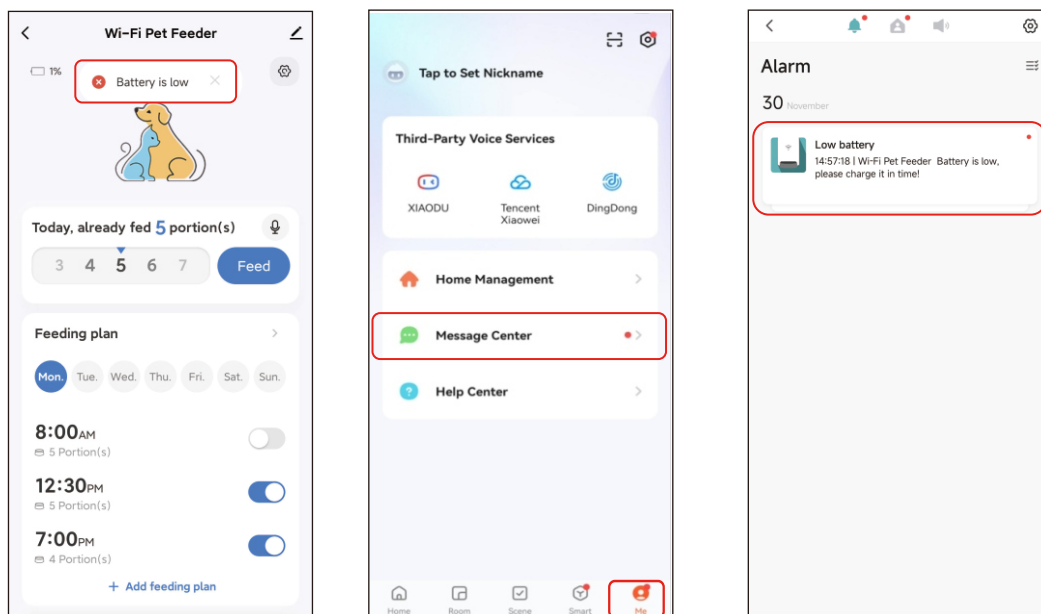 Wi-Fi Pet Feeder
1%
Battery is low
Today, already fed 5 portion(s)
3 4 5 6 7
Feed
Feeding plan
Mon. Tue. Wed. Thu. Fri. Sat. Sun.
8:00AM
5 Portion(s)
12:30PM
5 Portion(s)
7:00PM
4 Portion(s)
+ Add feeding plan
Tap to Set Nickname
Third-Party Voice Services
XIAODU
Tencent
Xiaowei
DingDong
Home Management
Message Center
Help Center
Home Room Scene Smart Me
Alarm
30 November
Low battery
14:57:18 | Wi-Fi Pet Feeder Battery is low,
please charge it in time!